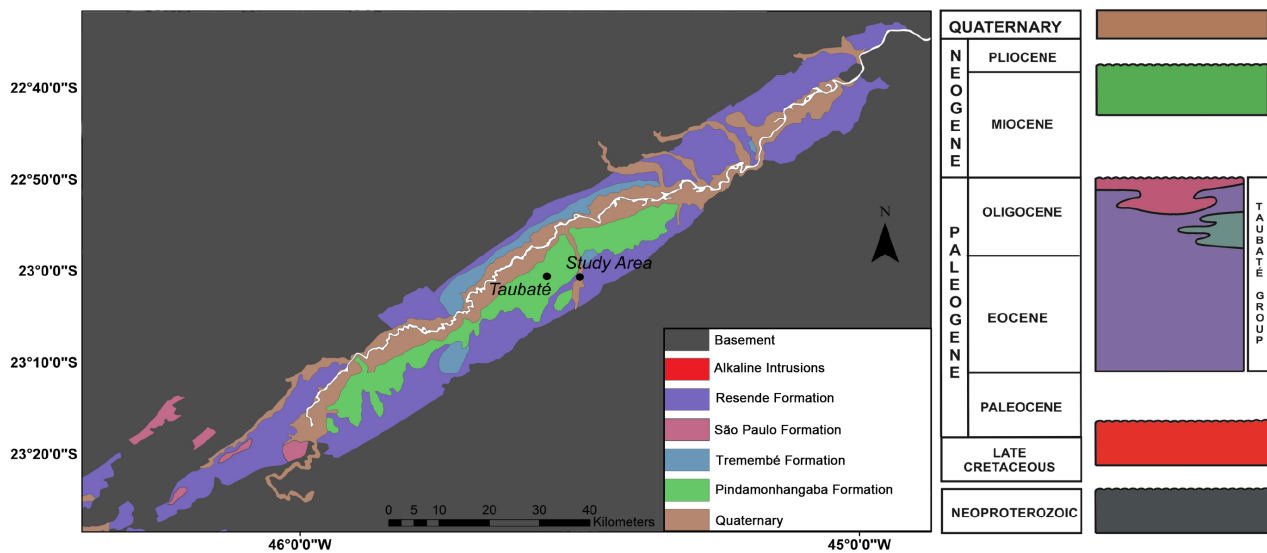 22°40'0"S
22°50'0"S
23°0'0"S
23°10'0"S
23°20'0"S
46°0'0"W
45°0'0"W
N
Study Area
Taubaté
0 5 10 20 30 40
Kilometers
Basement
Alkaline Intrusions
Resende Formation
São Paulo Formation
Tremembé Formation
Pindamonhangaba Formation
Quaternary
QUATERNARY
NEOGENE
PLIOCENE
MIOCENE
PALEOGENE
OLIGOCENE
EOCENE
PALEOCENE
LATE
CRETACEOUS
NEOPROTEROZOIC
TAUBATÉ GROUP